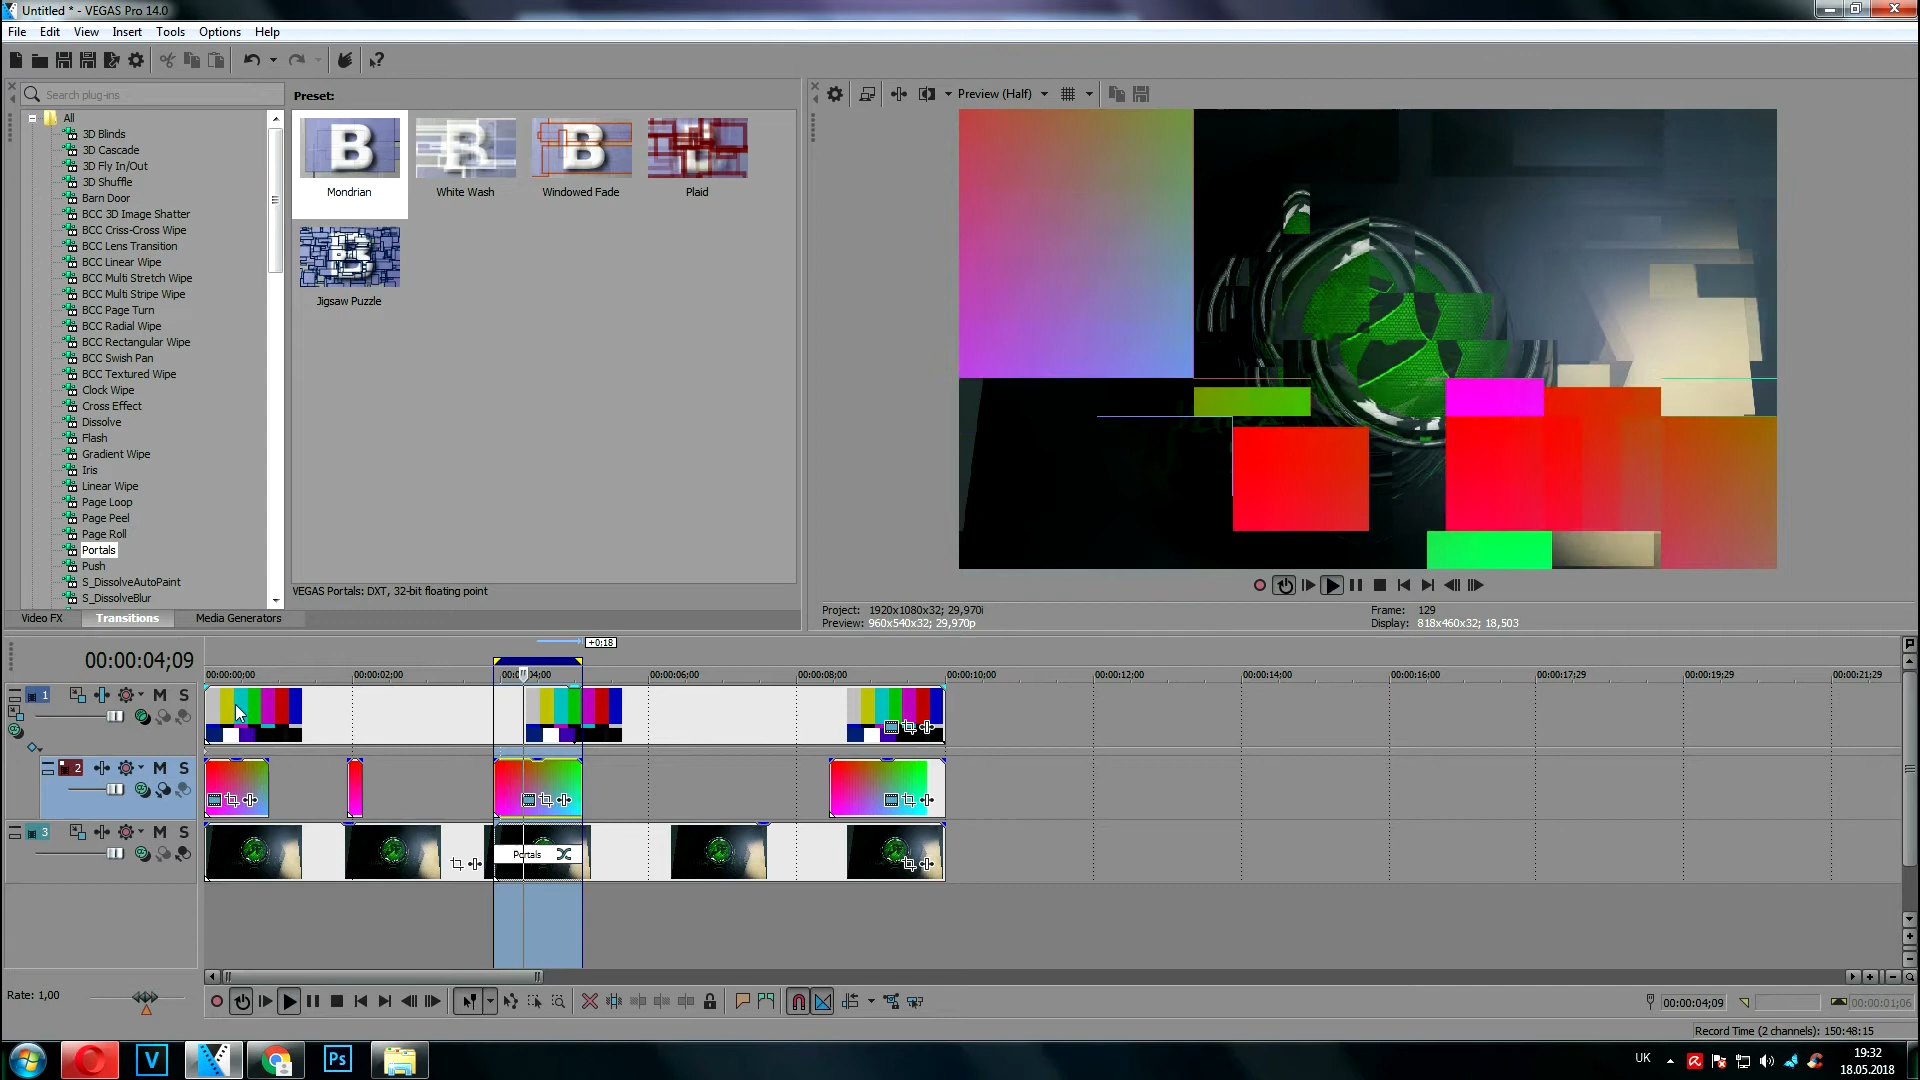 Untitled * - VEGAS Pro 14.0
File Edit View Insert Tools Options Help
Search plug-ins
All
3D Blinds
3D Cascade
3D Fly In/Out
3D Shuffle
Barn Door
BCC 3D Image Shatter
BCC Criss-Cross Wipe
BCC Lens Transition
BCC Linear Wipe
BCC Multi Stretch Wipe
BCC Multi Stripe Wipe
BCC Page Turn
BCC Radial Wipe
BCC Rectangular Wipe
BCC Swish Pan
BCC Textured Wipe
Clock Wipe
Cross Effect
Dissolve
Flash
Gradient Wipe
Iris
Linear Wipe
Page Loop
Page Peel
Page Roll
Portals
Push
S_DissolveAutoPaint
S_DissolveBlur
Video FX Transitions Media Generators
Preset:
Mondrian White Wash Windowed Fade Plaid
Jigsaw Puzzle
VEGAS Portals: DXT, 32-bit floating point
Preview (Half)
Project: 1920x1080x32; 29,970i
Preview: 960x540x32; 29,970p
Frame: 129
Display: 818x460x32; 18,503
+0:18
00:00:04;09
00:00:00;00 00:00:02;00 00:00:04;00 00:00:06;00 00:00:08;00 00:00:10;00 00:00:12;00 00:00:14;00 00:00:16;00 00:00:17;29 00:00:19;29 00:00:21;29
1 M S
2 M S
3 M S
Portals
Rate: 1,00
00:00:04;09 00:00:01;06
Record Time (2 channels): 150:48:15
V Ps
UK
19:32
18.05.2018